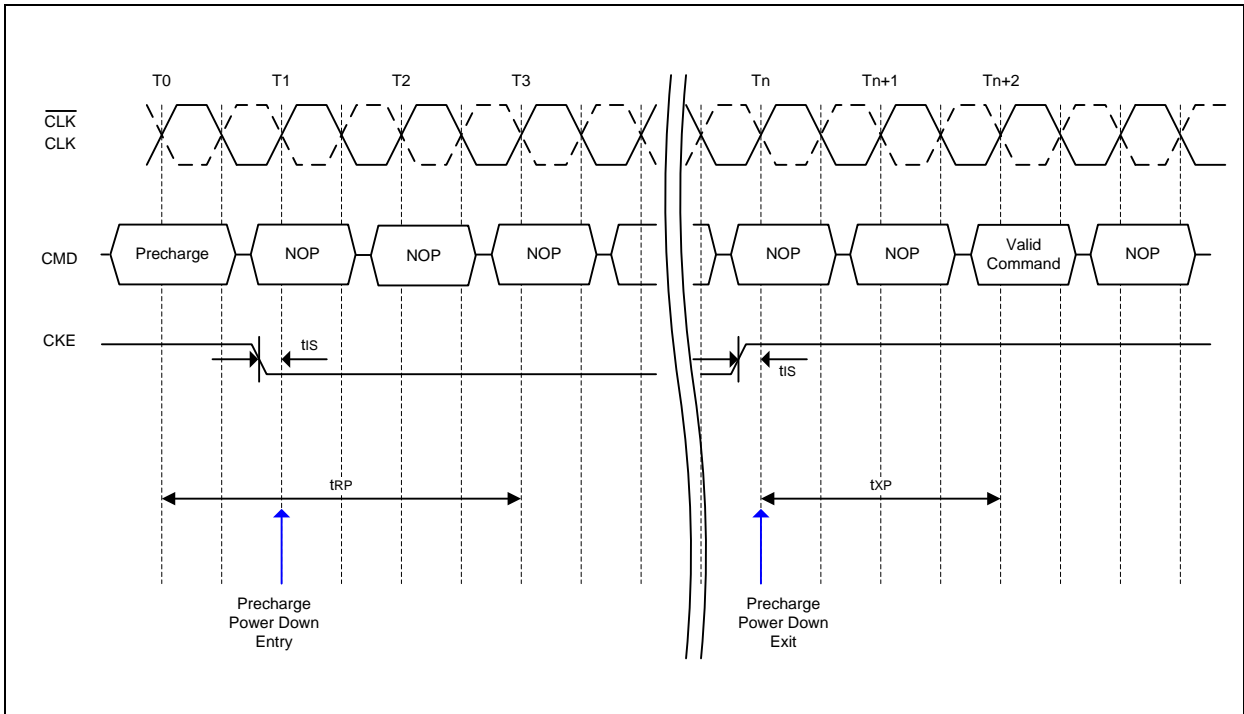 T0 T1 T2 T3 Tn Tn+1 Tn+2
CLK
CLK
CMD
Precharge NOP NOP NOP NOP NOP Valid Command NOP
CKE
tIS
tIS
tRP
tXP
Precharge
Power Down
Entry
Precharge
Power Down
Exit